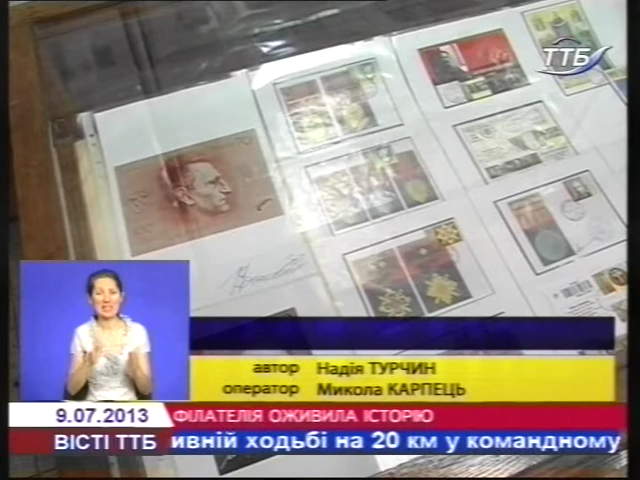 ТТБ
автор Надія ТУРЧИН
оператор Микола КАРПЕЦЬ
9.07.2013 ФІЛАТЕЛІЯ ОЖИВИЛА ІСТОРІЮ
ВІСТІ ТТБ ивній ходьбі на 20 км у командному